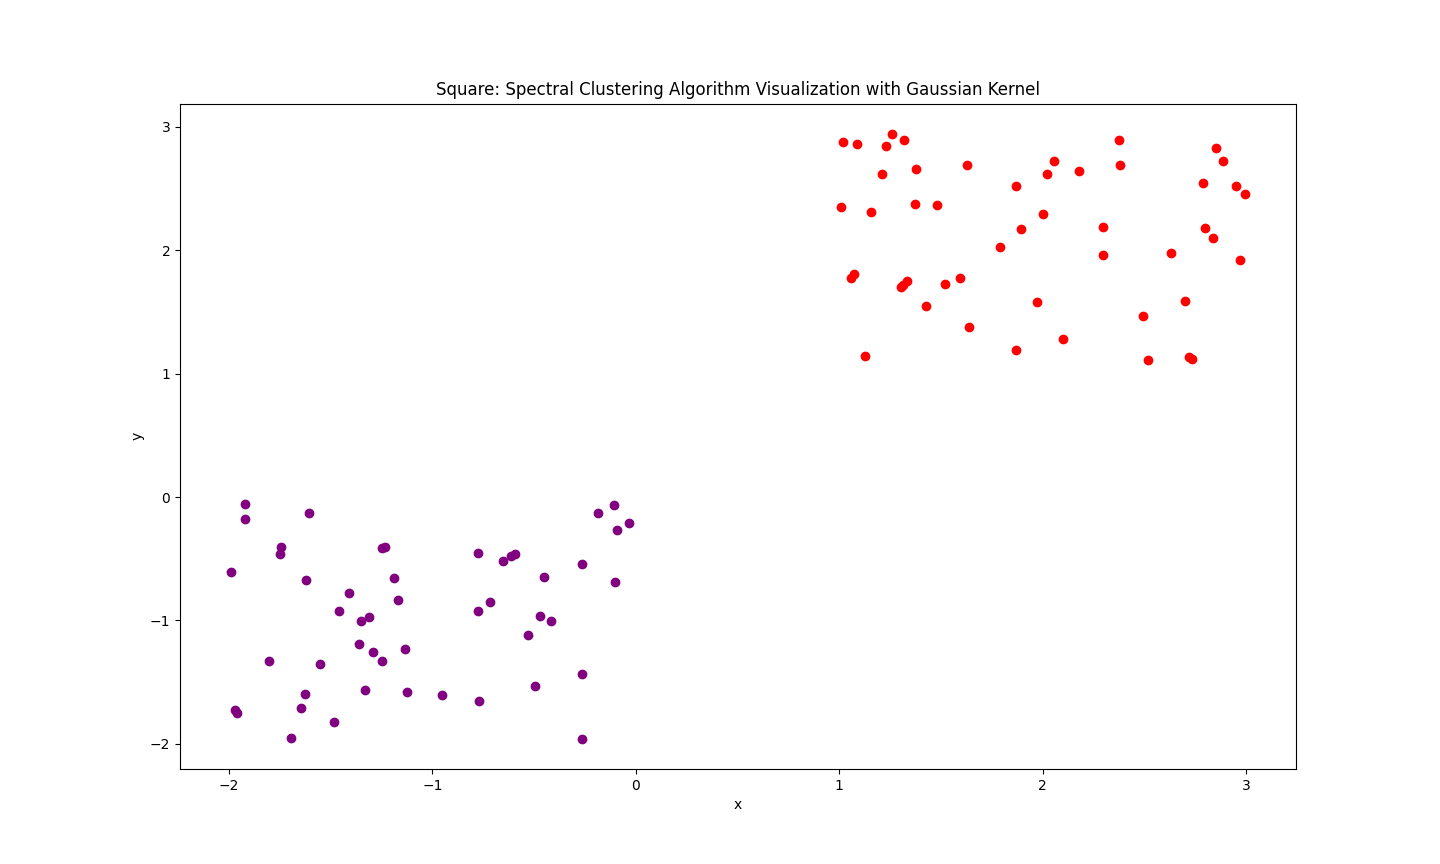 Square: Spectral Clustering Algorithm Visualization with Gaussian Kernel
3
2
1
0
−1
−2
y
−2 −1 0 1 2 3
x